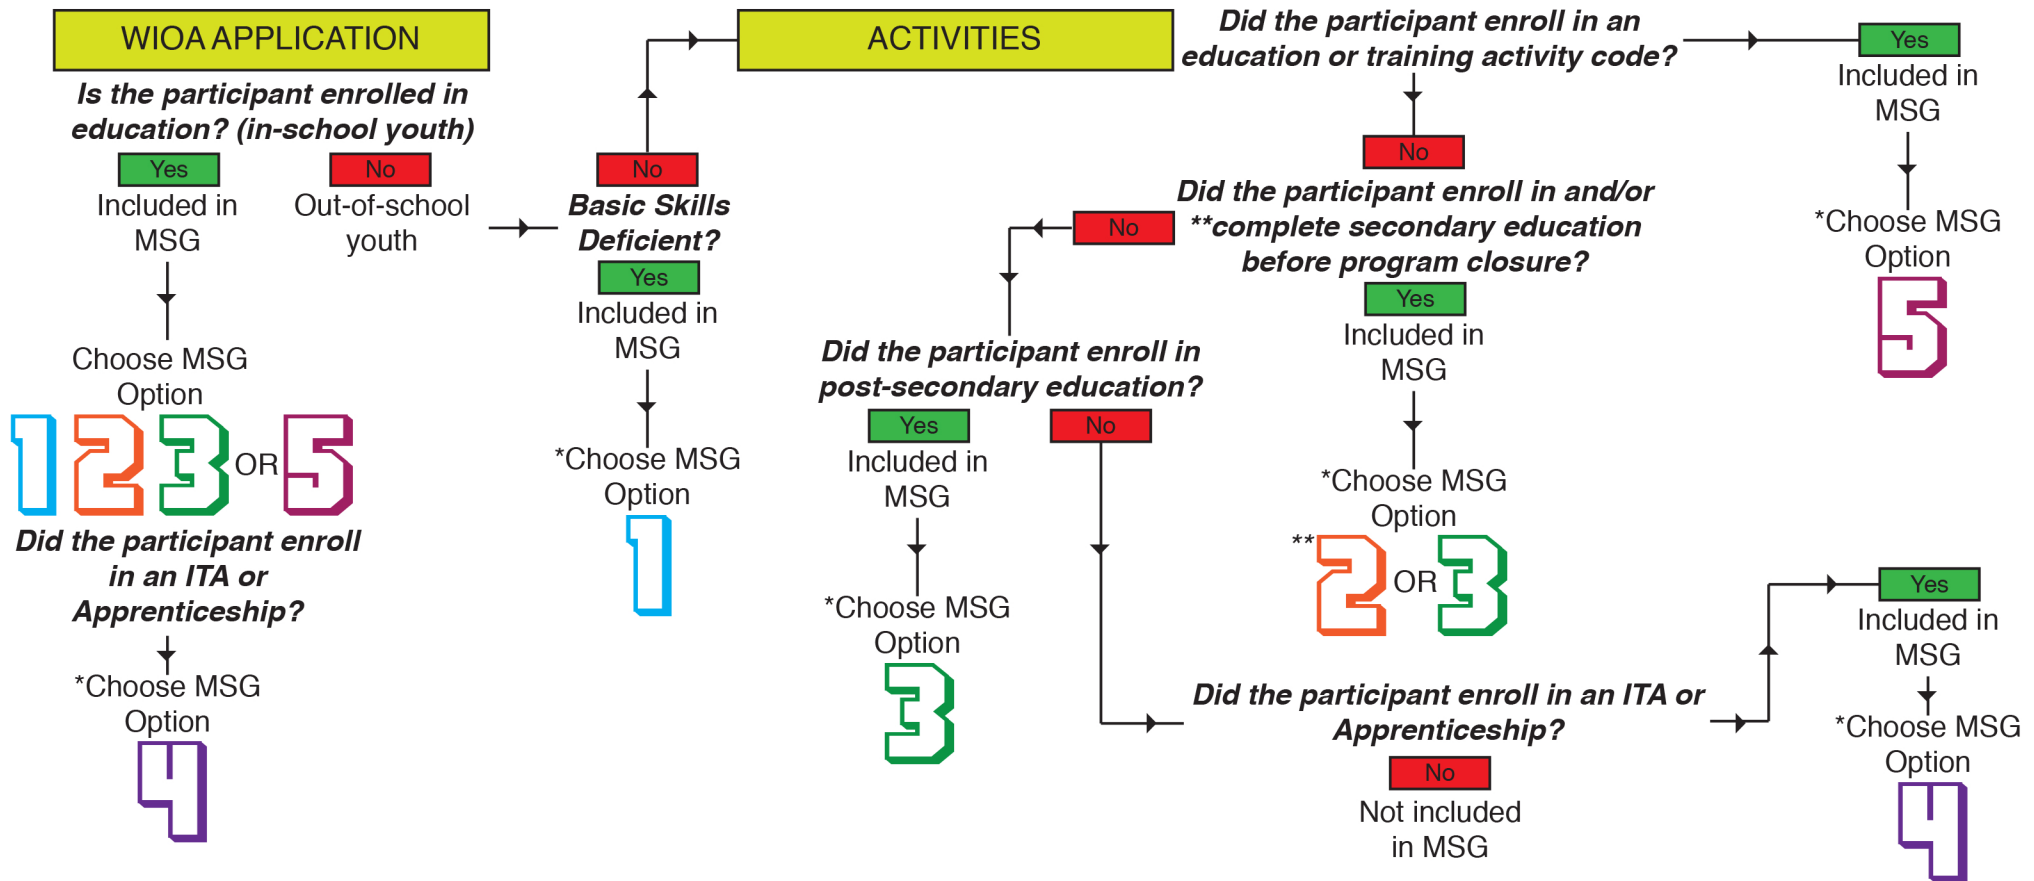 WIOA APPLICATION
Is the participant enrolled in
education? (in-school youth)
Yes
Included in
MSG
No
Out-of-school
youth
Choose MSG
Option
1 2 3 OR 5
Did the participant enroll
in an ITA or
Apprenticeship?
*Choose MSG
Option
4
No
Basic Skills
Deficient?
Yes
Included in
MSG
*Choose MSG
Option
1
ACTIVITIES
Did the participant enroll in an
education or training activity code?
Yes
Included in
MSG
*Choose MSG
Option
5
No
Did the participant enroll in and/or
**complete secondary education
before program closure?
Yes
Included in
MSG
*Choose MSG
Option
**2 OR 3
No
Did the participant enroll in
post-secondary education?
Yes
Included in
MSG
*Choose MSG
Option
3
No
Did the participant enroll in an ITA or
Apprenticeship?
No
Not included
in MSG
Yes
Included in
MSG
*Choose MSG
Option
4